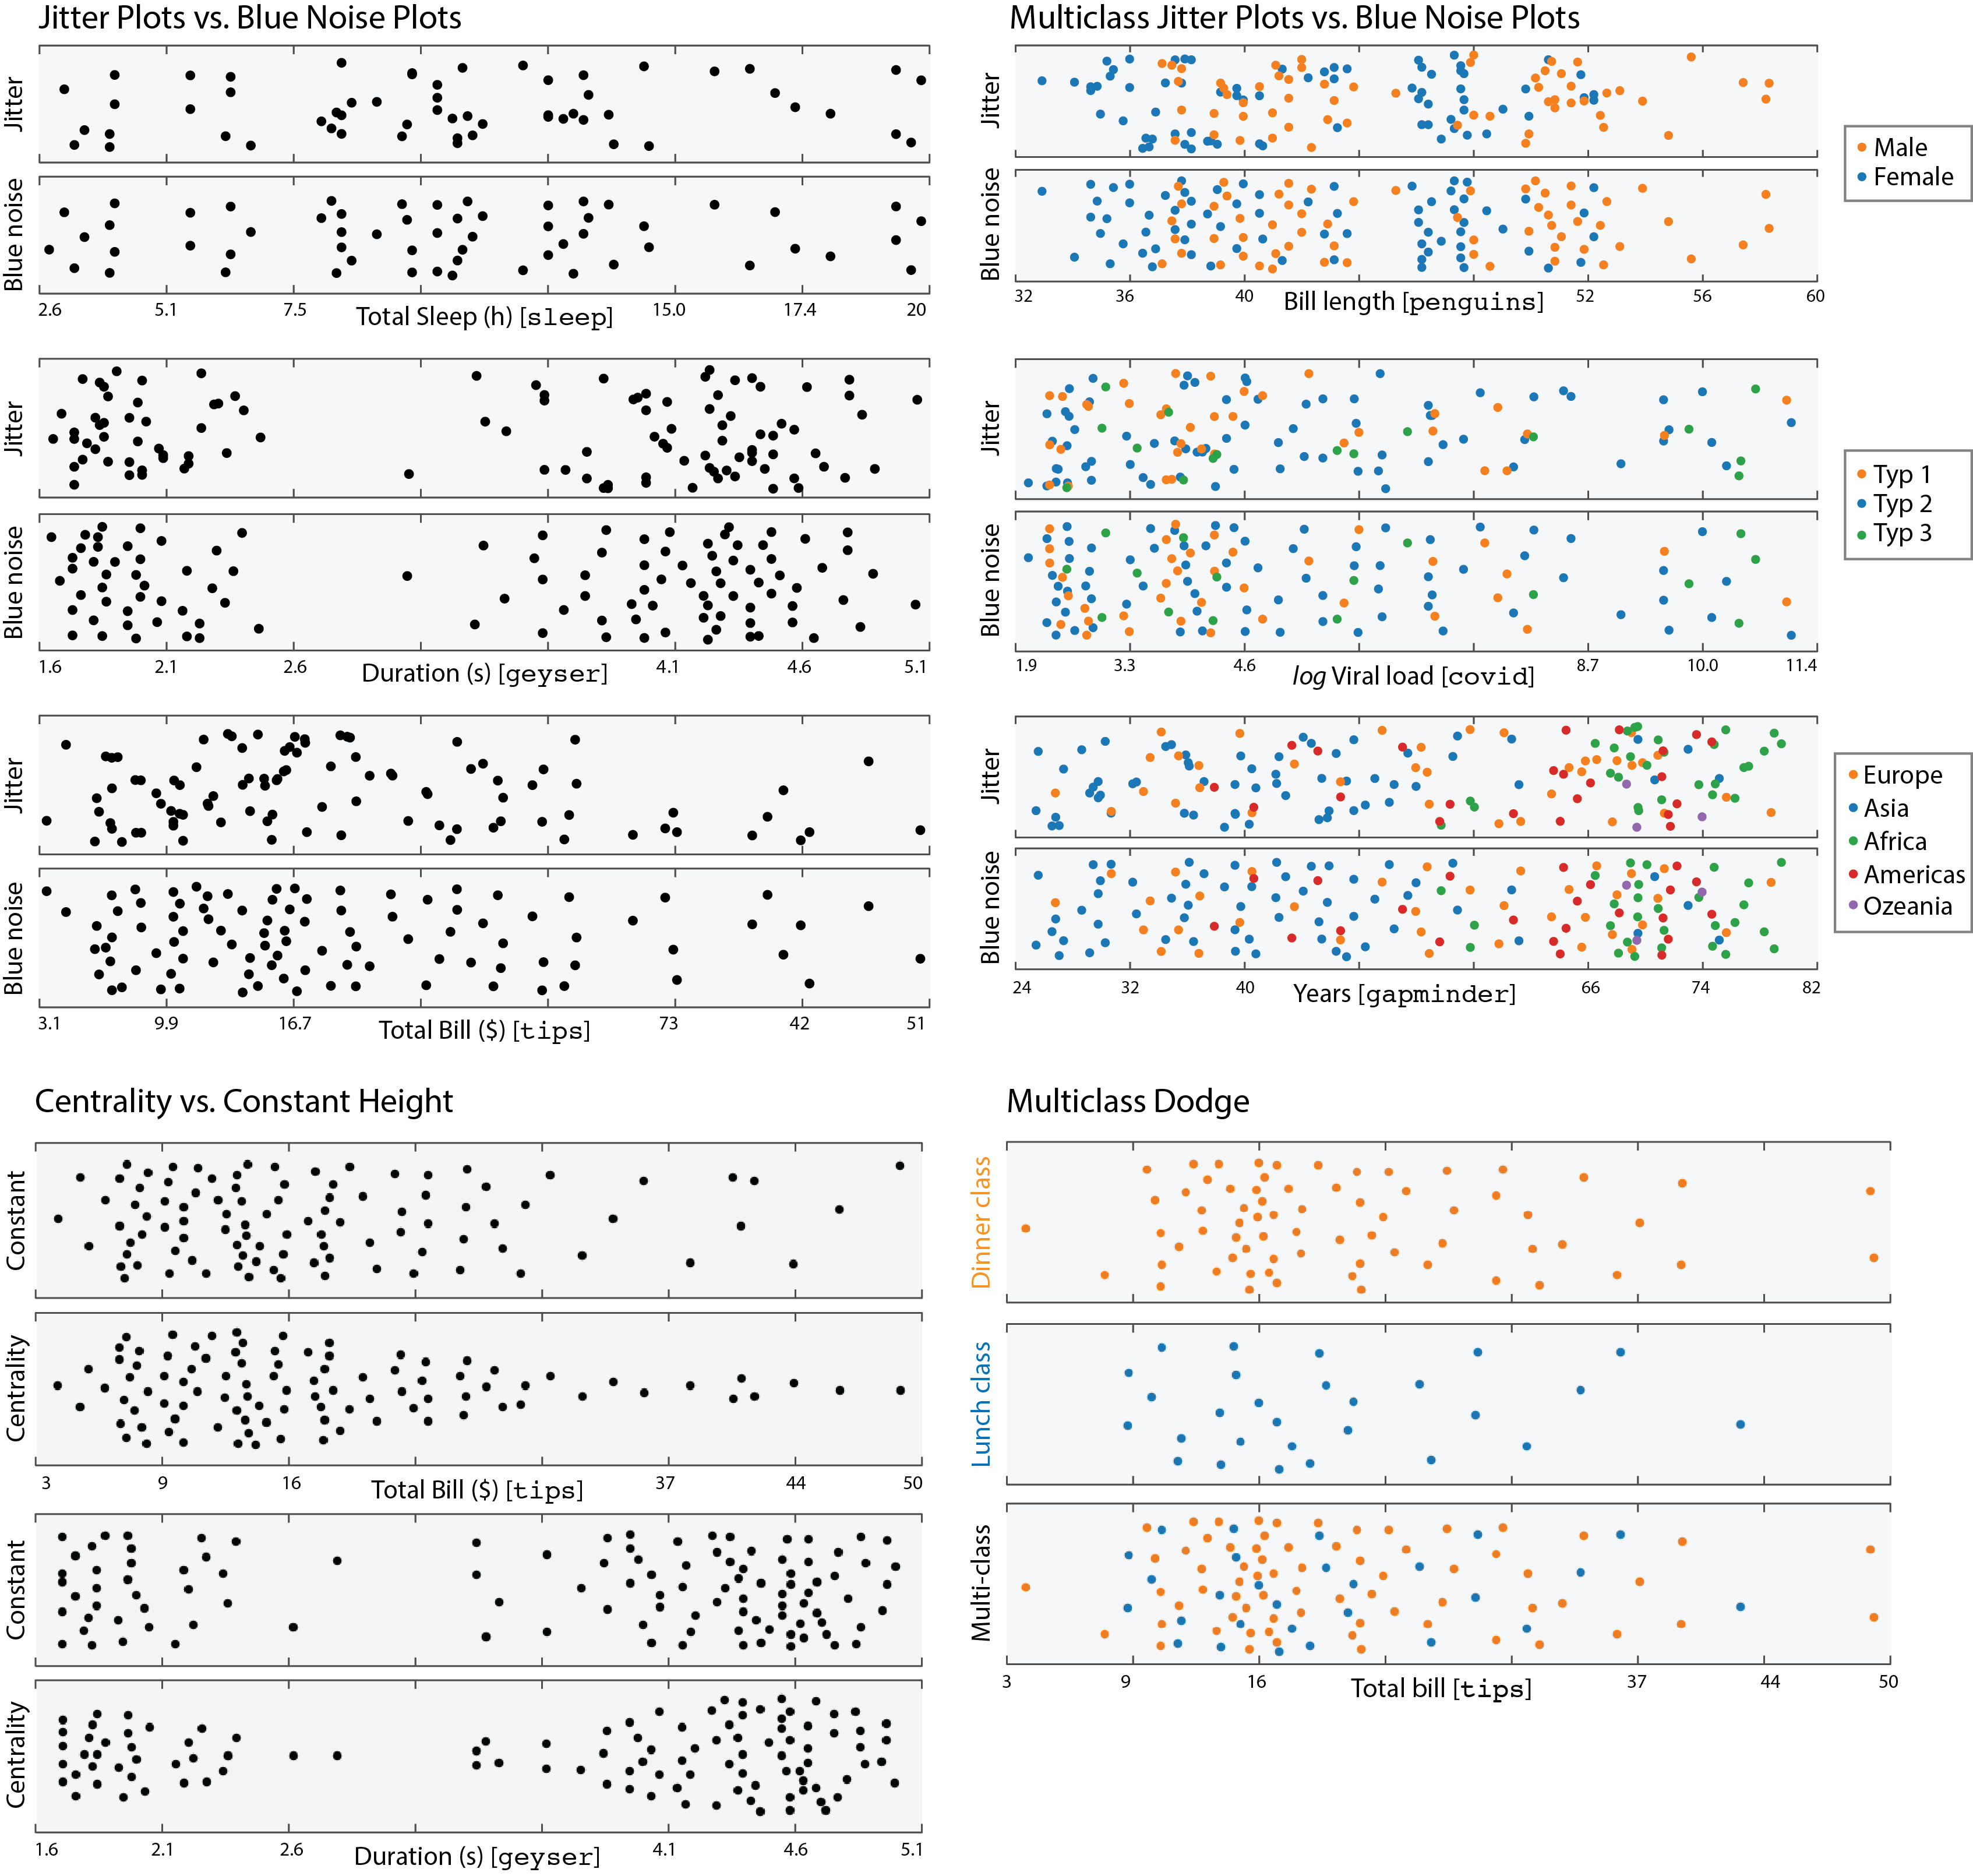 Jitter Plots vs. Blue Noise Plots
Jitter
Blue noise
2.6 5.1 7.5 15.0 17.4 20
Total Sleep (h) [sleep]
Jitter
Blue noise
1.6 2.1 2.6 4.1 4.6 5.1
Duration (s) [geyser]
Jitter
Blue noise
3.1 9.9 16.7 73 42 51
Total Bill ($) [tips]
Multiclass Jitter Plots vs. Blue Noise Plots
Jitter
Blue noise
32 36 40 52 56 60
Bill length [penguins]
Male
Female
Jitter
Blue noise
1.9 3.3 4.6 8.7 10.0 11.4
log Viral load [covid]
Typ 1
Typ 2
Typ 3
Jitter
Blue noise
24 32 40 66 74 82
Years [gapminder]
Europe
Asia
Africa
Americas
Ozeania
Centrality vs. Constant Height
Constant
Centrality
3 9 16 37 44 50
Total Bill ($) [tips]
Constant
Centrality
1.6 2.1 2.6 4.1 4.6 5.1
Duration (s) [geyser]
Multiclass Dodge
Dinner class
Lunch class
Multi-class
3 9 16 37 44 50
Total bill [tips]